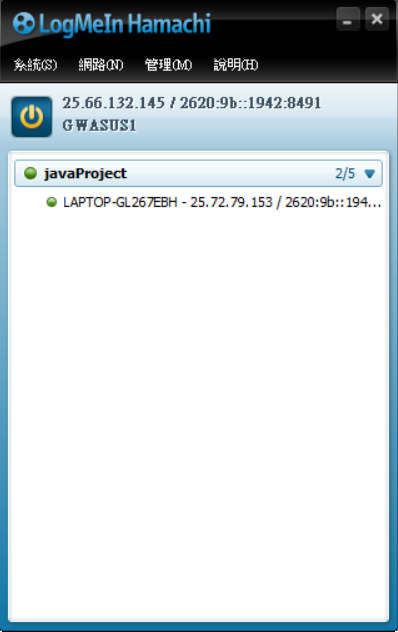 LogMeIn Hamachi
系統(S) 網路(N) 管理(M) 說明(H)
25.66.132.145 / 2620:9b::1942:8491
GWASUS1
javaProject 2/5
LAPTOP-GL267EBH - 25.72.79.153 / 2620:9b::194...